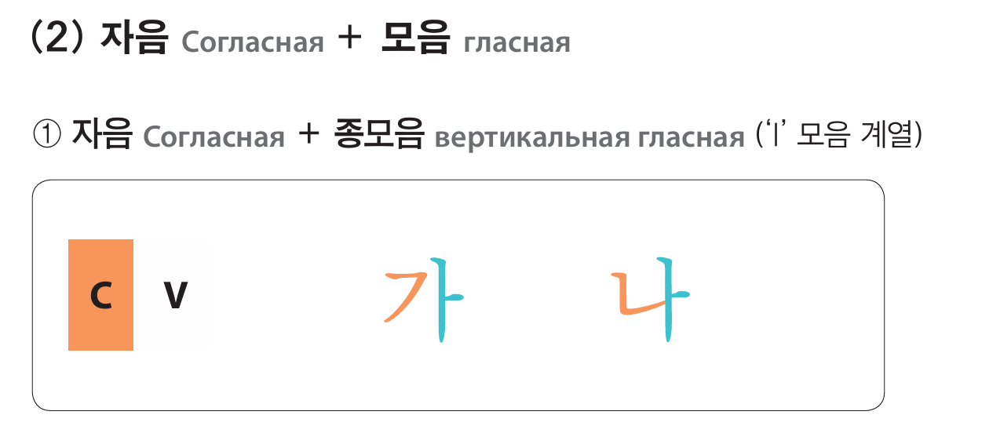 (2) 자음 Согласная + 모음 гласная
① 자음 Согласная + 종모음 вертикальная гласная (‘ㅣ’ 모음 계열)
C V 가 나